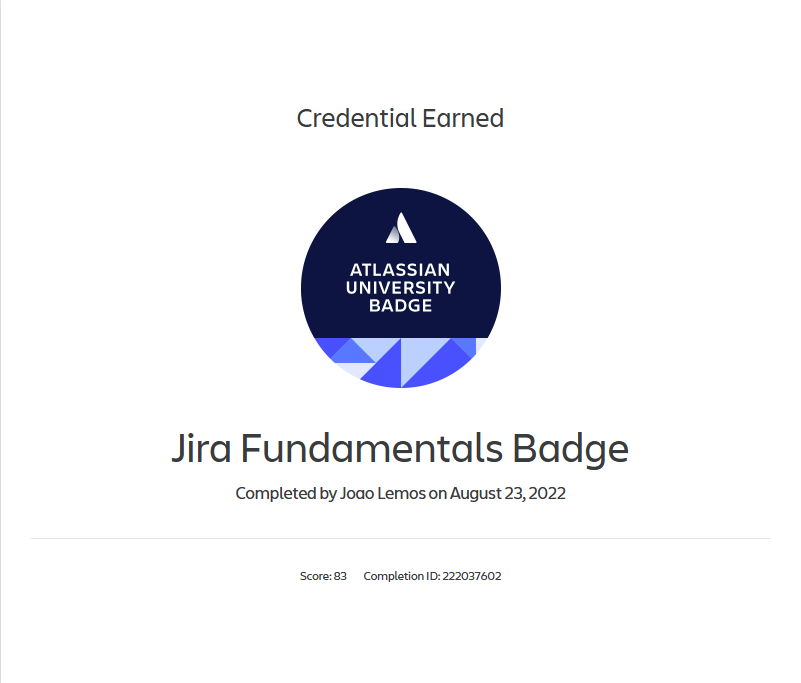 Credential Earned
ATLASSIAN
UNIVERSITY
BADGE
Jira Fundamentals Badge
Completed by Joao Lemos on August 23, 2022
Score: 83 Completion ID: 222037602